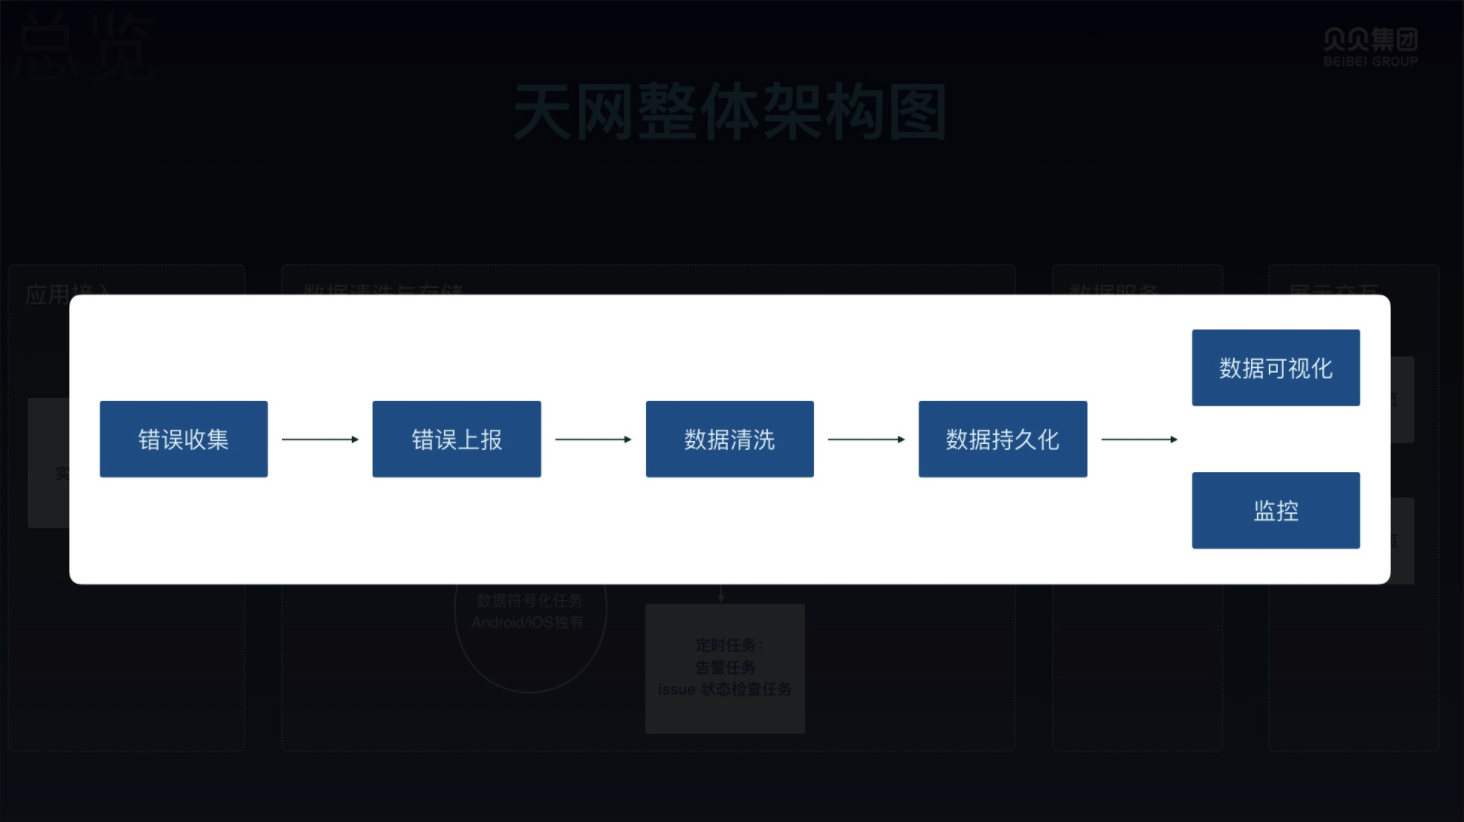 总览
贝贝集团
BEIBEI GROUP
天网整体架构图
应用接入
数据清洗与存储
数据服务
展示交互
错误收集
错误上报
数据清洗
数据持久化
数据可视化
监控
实
数据符号化任务
Android/iOS独有
定时任务：
告警任务
issue 状态检查任务